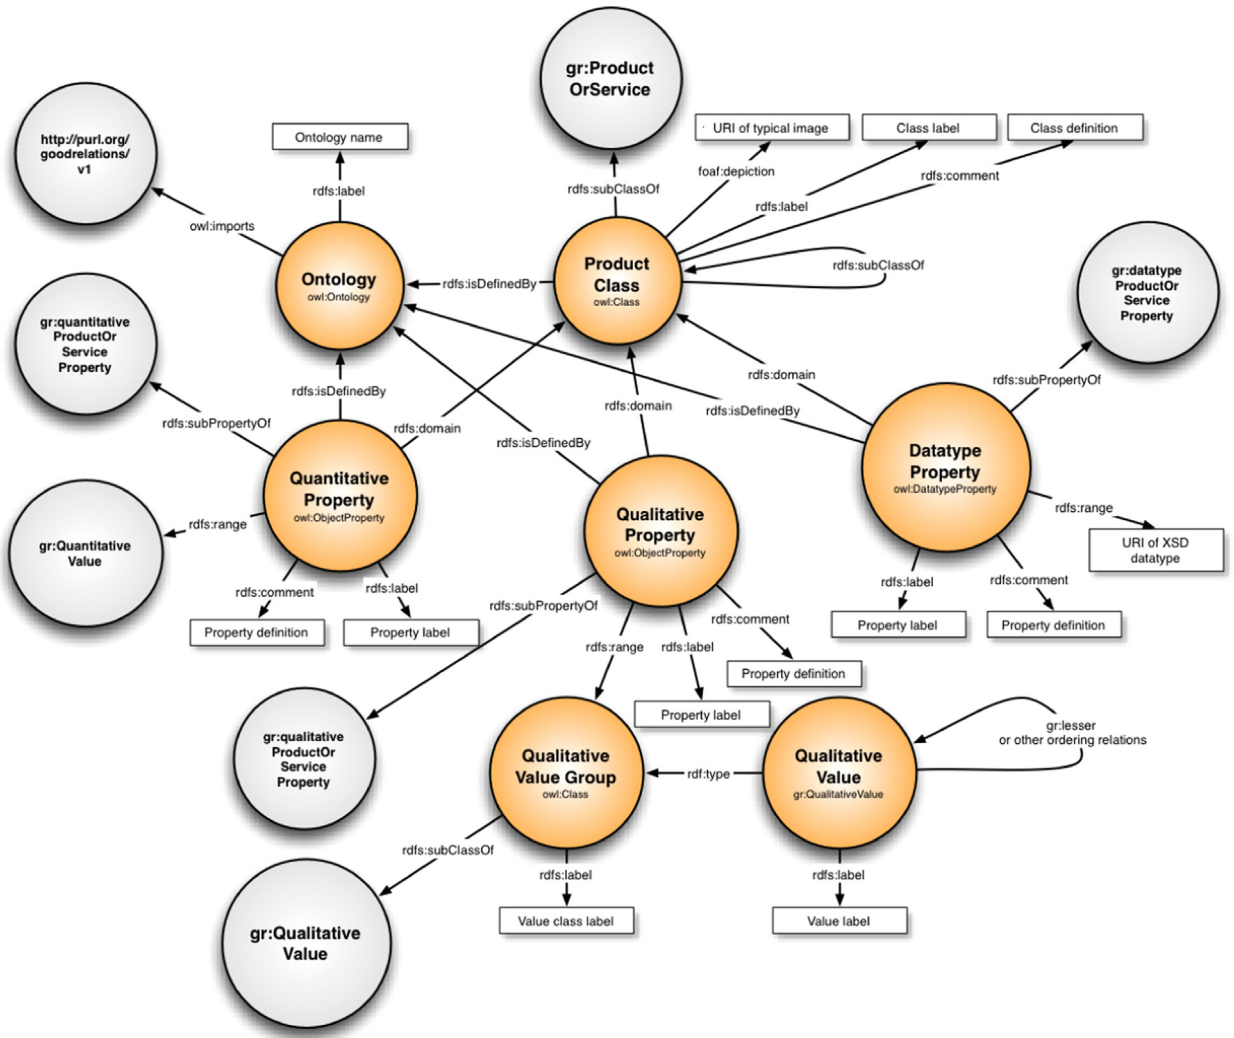 gr:Product
OrService
http://purl.org/
goodrelations/
v1
Ontology name
URI of typical image
Class label
Class definition
foaf:depiction
rdfs:comment
rdfs:subClassOf
rdfs:label
rdfs:label
owl:imports
Ontology
owl:Ontology
rdfs:isDefinedBy
Product
Class
owl:Class
rdfs:subClassOf
gr:datatype
ProductOr
Service
Property
gr:quantitative
ProductOr
Service
Property
rdfs:isDefinedBy
rdfs:domain
rdfs:domain
rdfs:domain
rdfs:isDefinedBy
rdfs:subPropertyOf
rdfs:subPropertyOf
rdfs:isDefinedBy
Quantitative
Property
owl:ObjectProperty
Datatype
Property
owl:DatatypeProperty
Qualitative
Property
owl:ObjectProperty
rdfs:range
rdfs:range
URI of XSD
datatype
gr:Quantitative
Value
rdfs:comment
rdfs:label
rdfs:label
rdfs:comment
Property definition
Property label
Property label
Property definition
rdfs:subPropertyOf
rdfs:range
rdfs:label
rdfs:comment
Property definition
Property label
gr:qualitative
ProductOr
Service
Property
Qualitative
Value Group
owl:Class
rdf:type
Qualitative
Value
gr:QualitativeValue
gr:lesser
or other ordering relations
rdfs:subClassOf
rdfs:label
rdfs:label
Value class label
Value label
gr:Qualitative
Value